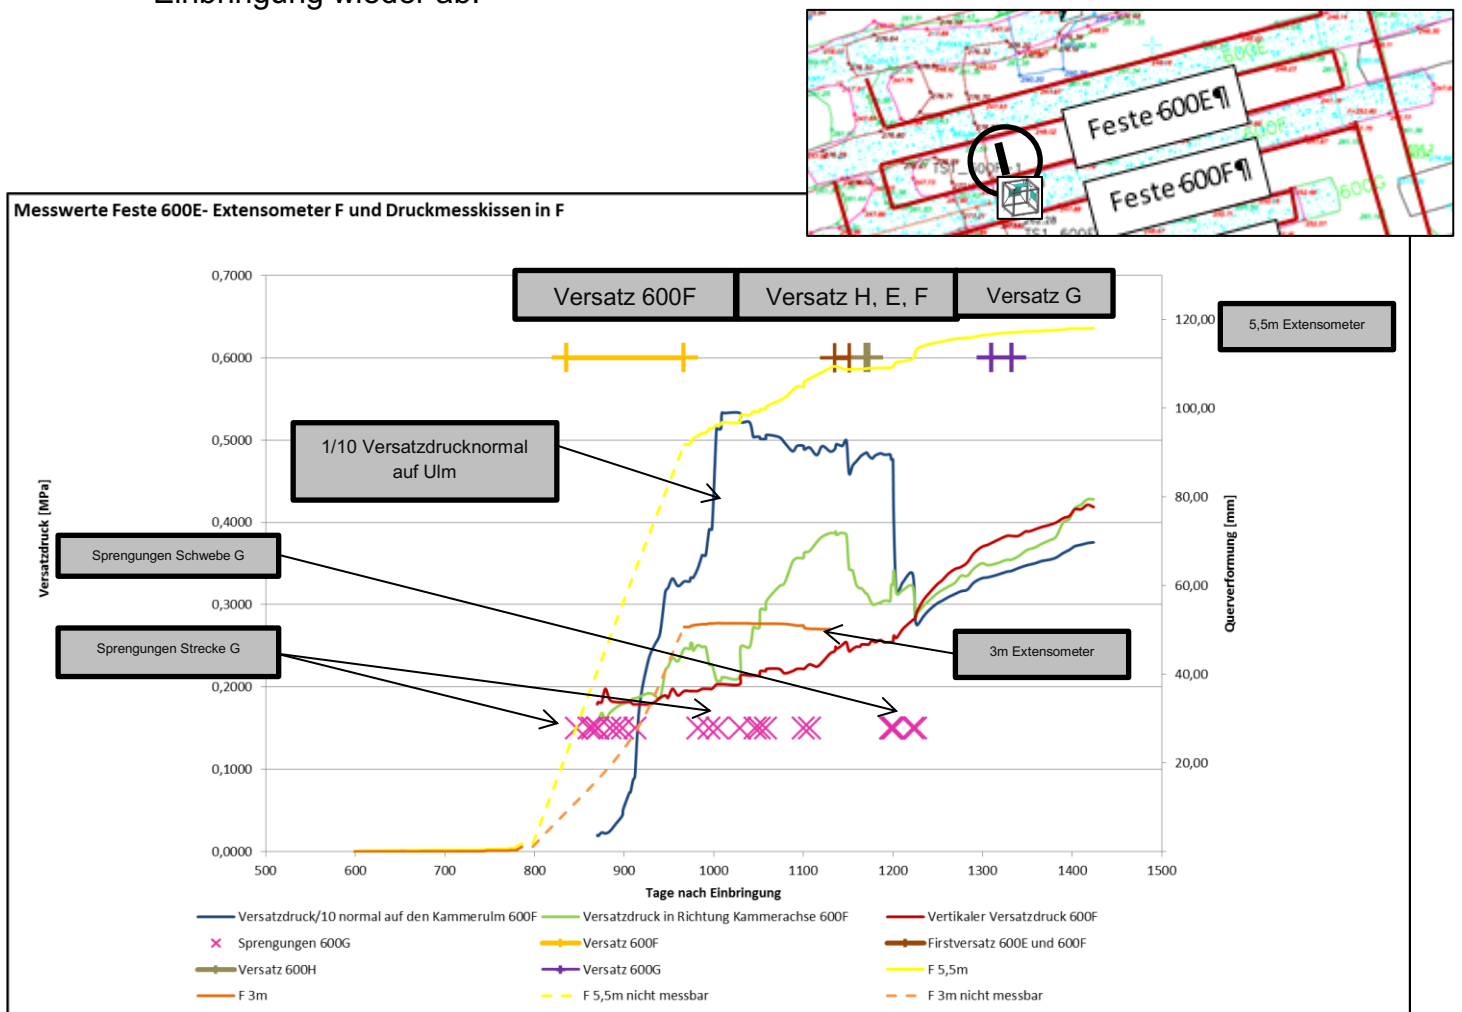 Einbringung wieder ab.
600E
Feste 600E¶
600F
Feste 600F¶
600G
Messwerte Feste 600E- Extensometer F und Druckmesskissen in F
Versatz 600F
Versatz H, E, F
Versatz G
5,5m Extensometer
1/10 Versatzdrucknormal
auf Ulm
Sprengungen Schwebe G
Sprengungen Strecke G
3m Extensometer
Versatzdruck [MPa]
0,7000
0,6000
0,5000
0,4000
0,3000
0,2000
0,1000
0,0000
120,00
100,00
80,00
60,00
40,00
20,00
Querverformung [mm]
500 600 700 800 900 1000 1100 1200 1300 1400 1500
Tage nach Einbringung
Versatzdruck/10 normal auf den Kammerulm 600F
Versatzdruck in Richtung Kammerachse 600F
Vertikaler Versatzdruck 600F
Sprengungen 600G
Versatz 600F
Firstversatz 600E und 600F
Versatz 600H
Versatz 600G
F 5,5m
F 3m
F 5,5m nicht messbar
F 3m nicht messbar